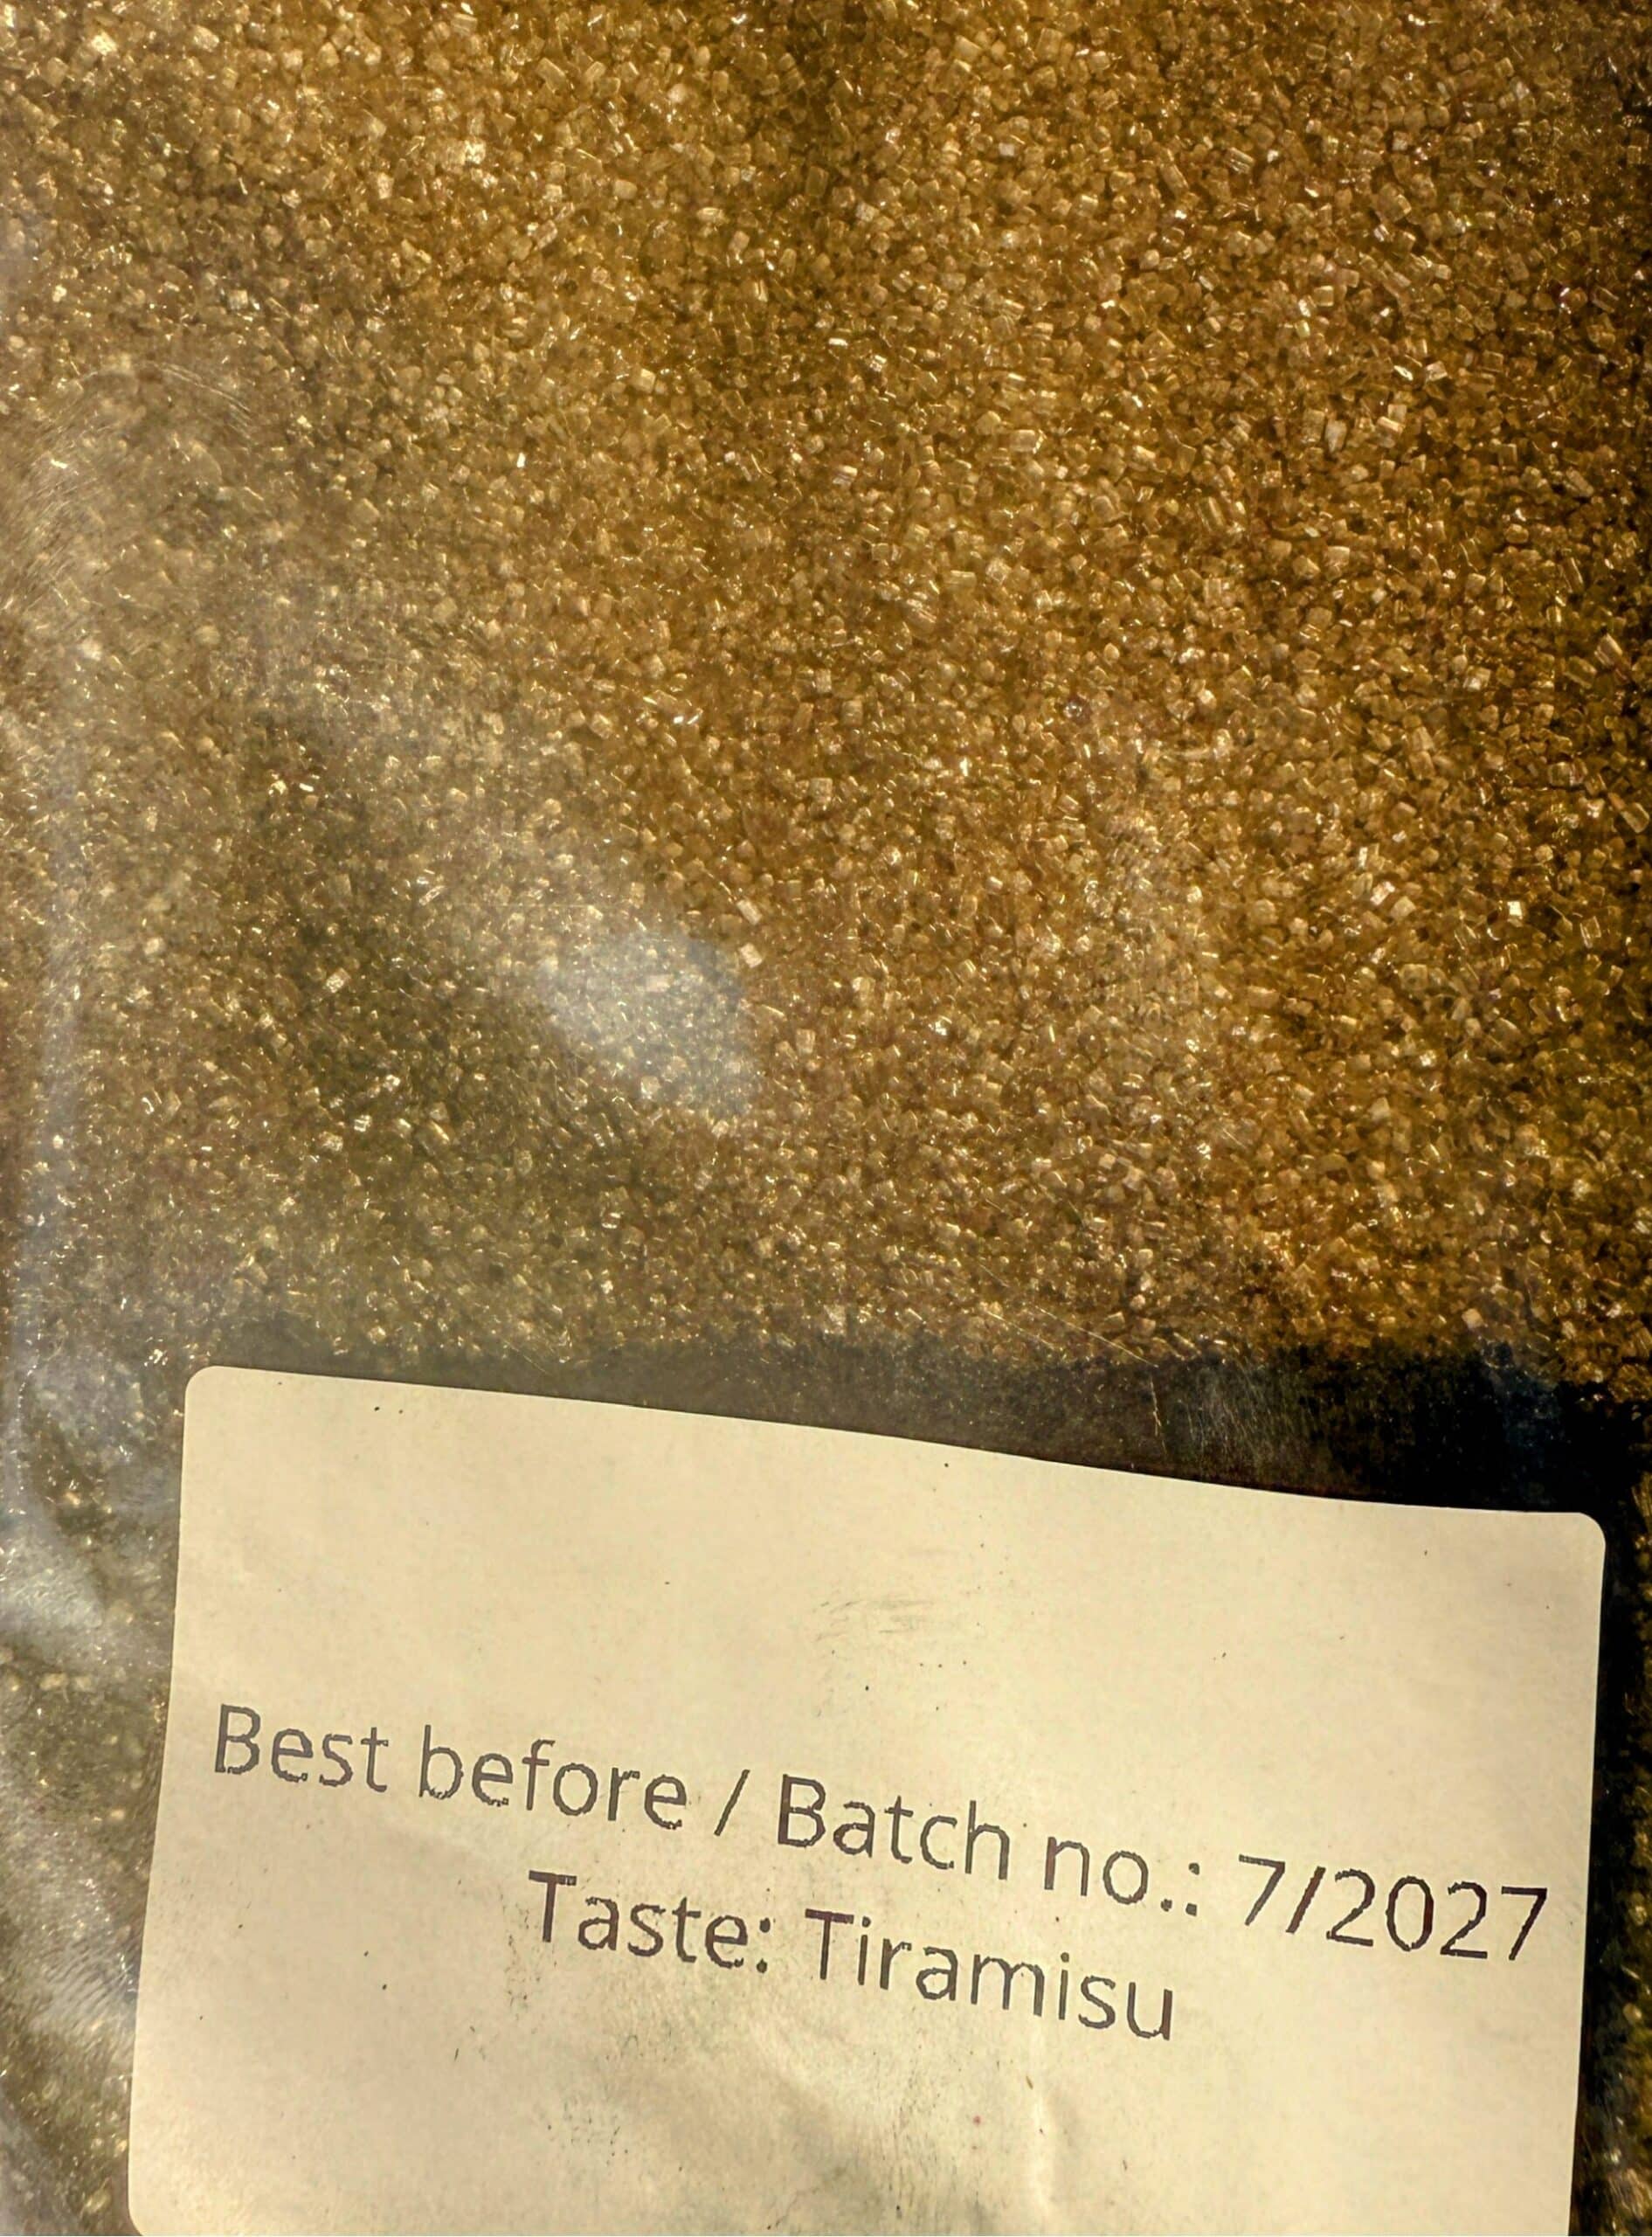 Best before / Batch no.: 7/2027
Taste: Tiramisu